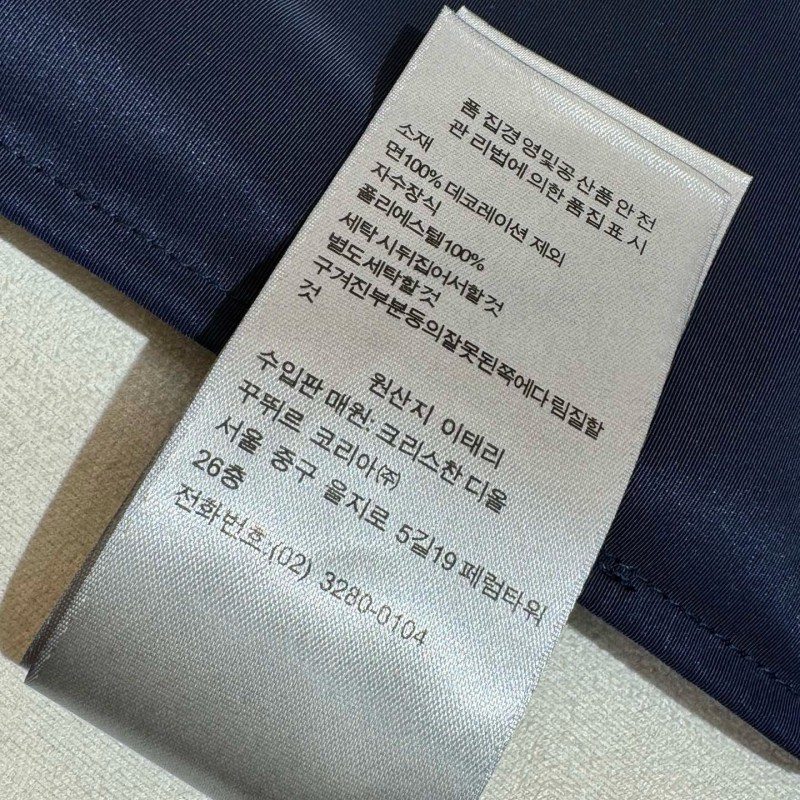 품 집경영및공산품안전
관 리법에의한품집표시
소재
면100% 데코레이션 제외
자수장식
폴리에스텔100%
세탁시뒤집어서할것
별도세탁할것
구겨진부분등의잘못된쪽에다림질할
것
원산지 이태리
수입판매원: 크리스찬디올
꾸뛰르 코리아㈜
서울 중구 을지로 5길19페럼타워
26층
전화번호.(02) 3280-0104